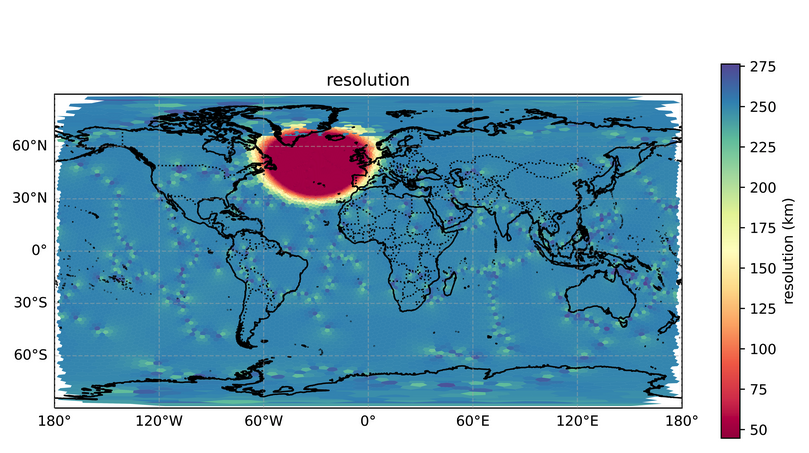 resolution
60°N
30°N
0°
30°S
60°S
180°
120°W
60°W
0°
60°E
120°E
180°
275
250
225
200
175
150
125
100
75
50
resolution (km)